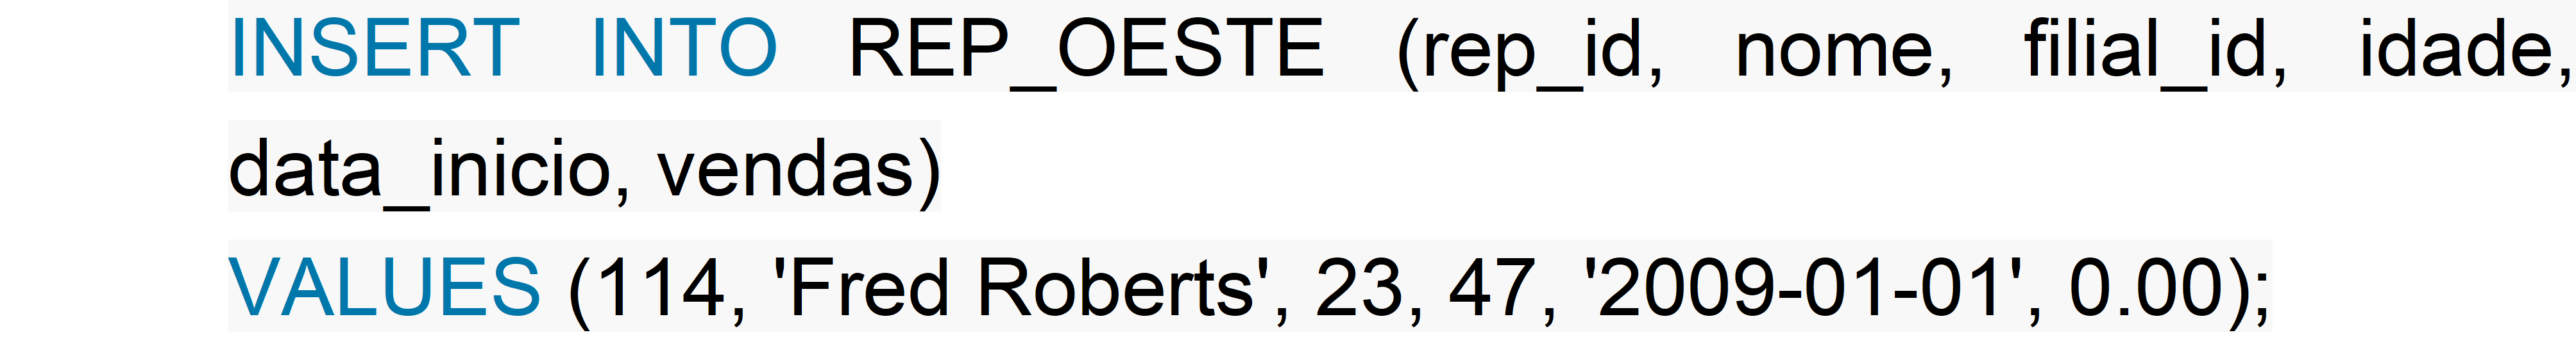 INSERT INTO REP_OESTE (rep_id, nome, filial_id, idade,
data_inicio, vendas)
VALUES (114, 'Fred Roberts', 23, 47, '2009-01-01', 0.00);